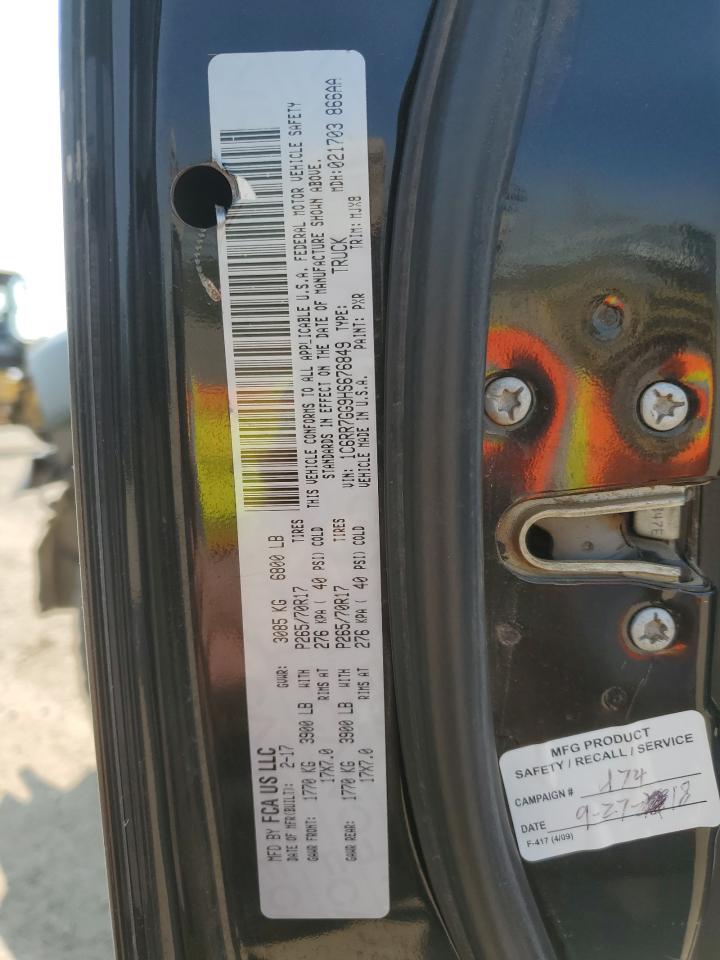 MFD BY FCA US LLC
DATE OF MFR(BUILT): 2-17 GVWR: 3085 KG 6800 LB
GAWR FRONT: 1770 KG 3900 LB WITH P265/70R17 TIRES
17X7.0 RIMS AT 276 KPA ( 40 PSI) COLD
GAWR REAR: 1770 KG 3900 LB WITH P265/70R17 TIRES
17X7.0 RIMS AT 276 KPA ( 40 PSI) COLD
THIS VEHICLE CONFORMS TO ALL APPLICABLE U.S.A. FEDERAL MOTOR VEHICLE SAFETY
STANDARDS IN EFFECT ON THE DATE OF MANUFACTURE SHOWN ABOVE.
VIN: 1C6RR7GG9HS676849 TYPE: TRUCK MDH:021703 866AA
VEHICLE MADE IN U.S.A. PAINT: PXR TRIM: MJX8
MFG PRODUCT
SAFETY / RECALL / SERVICE
CAMPAIGN # T74
DATE 9-27-18
F-417 (4/09)